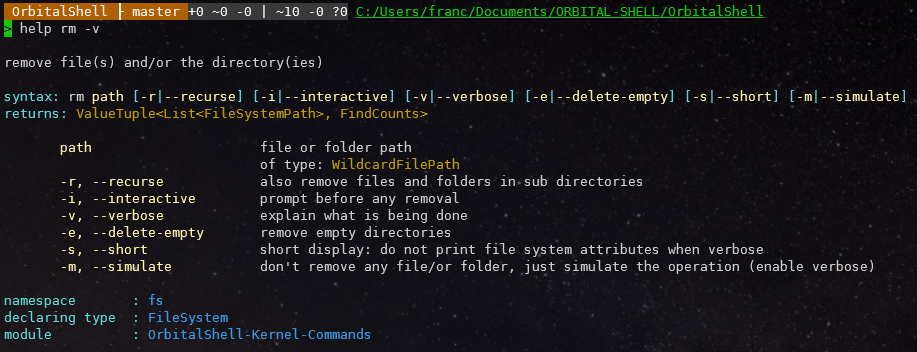 OrbitalShell ├ master +0 ~0 -0 | ~10 -0 ?0 C:/Users/franc/Documents/ORBITAL-SHELL/OrbitalShell
> help rm -v
remove file(s) and/or the directory(ies)
syntax: rm path [-r|--recurse] [-i|--interactive] [-v|--verbose] [-e|--delete-empty] [-s|--short] [-m|--simulate]
returns: ValueTuple<List<FileSystemPath>, FindCounts>
path file or folder path
of type: WildcardFilePath
-r, --recurse also remove files and folders in sub directories
-i, --interactive prompt before any removal
-v, --verbose explain what is being done
-e, --delete-empty remove empty directories
-s, --short short display: do not print file system attributes when verbose
-m, --simulate don't remove any file/or folder, just simulate the operation (enable verbose)
namespace : fs
declaring type : FileSystem
module : OrbitalShell-Kernel-Commands